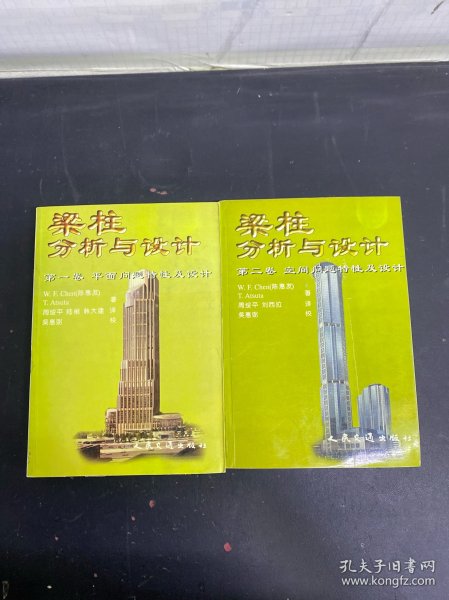 梁柱
分析与设计
第一卷 平面问题特性及设计
W. F. Chen(陈惠发)
T. Atsuta
著
周绥平 陆楸 韩大建 译
吴惠弼 校
人民交通出版社
梁柱
分析与设计
第二卷 空间问题特性及设计
W. F. Chen(陈惠发)
T. Atsuta
著
周绥平 刘西拉 译
吴惠弼 校
人民交通出版社
孔夫子旧书网
www.kongfz.com